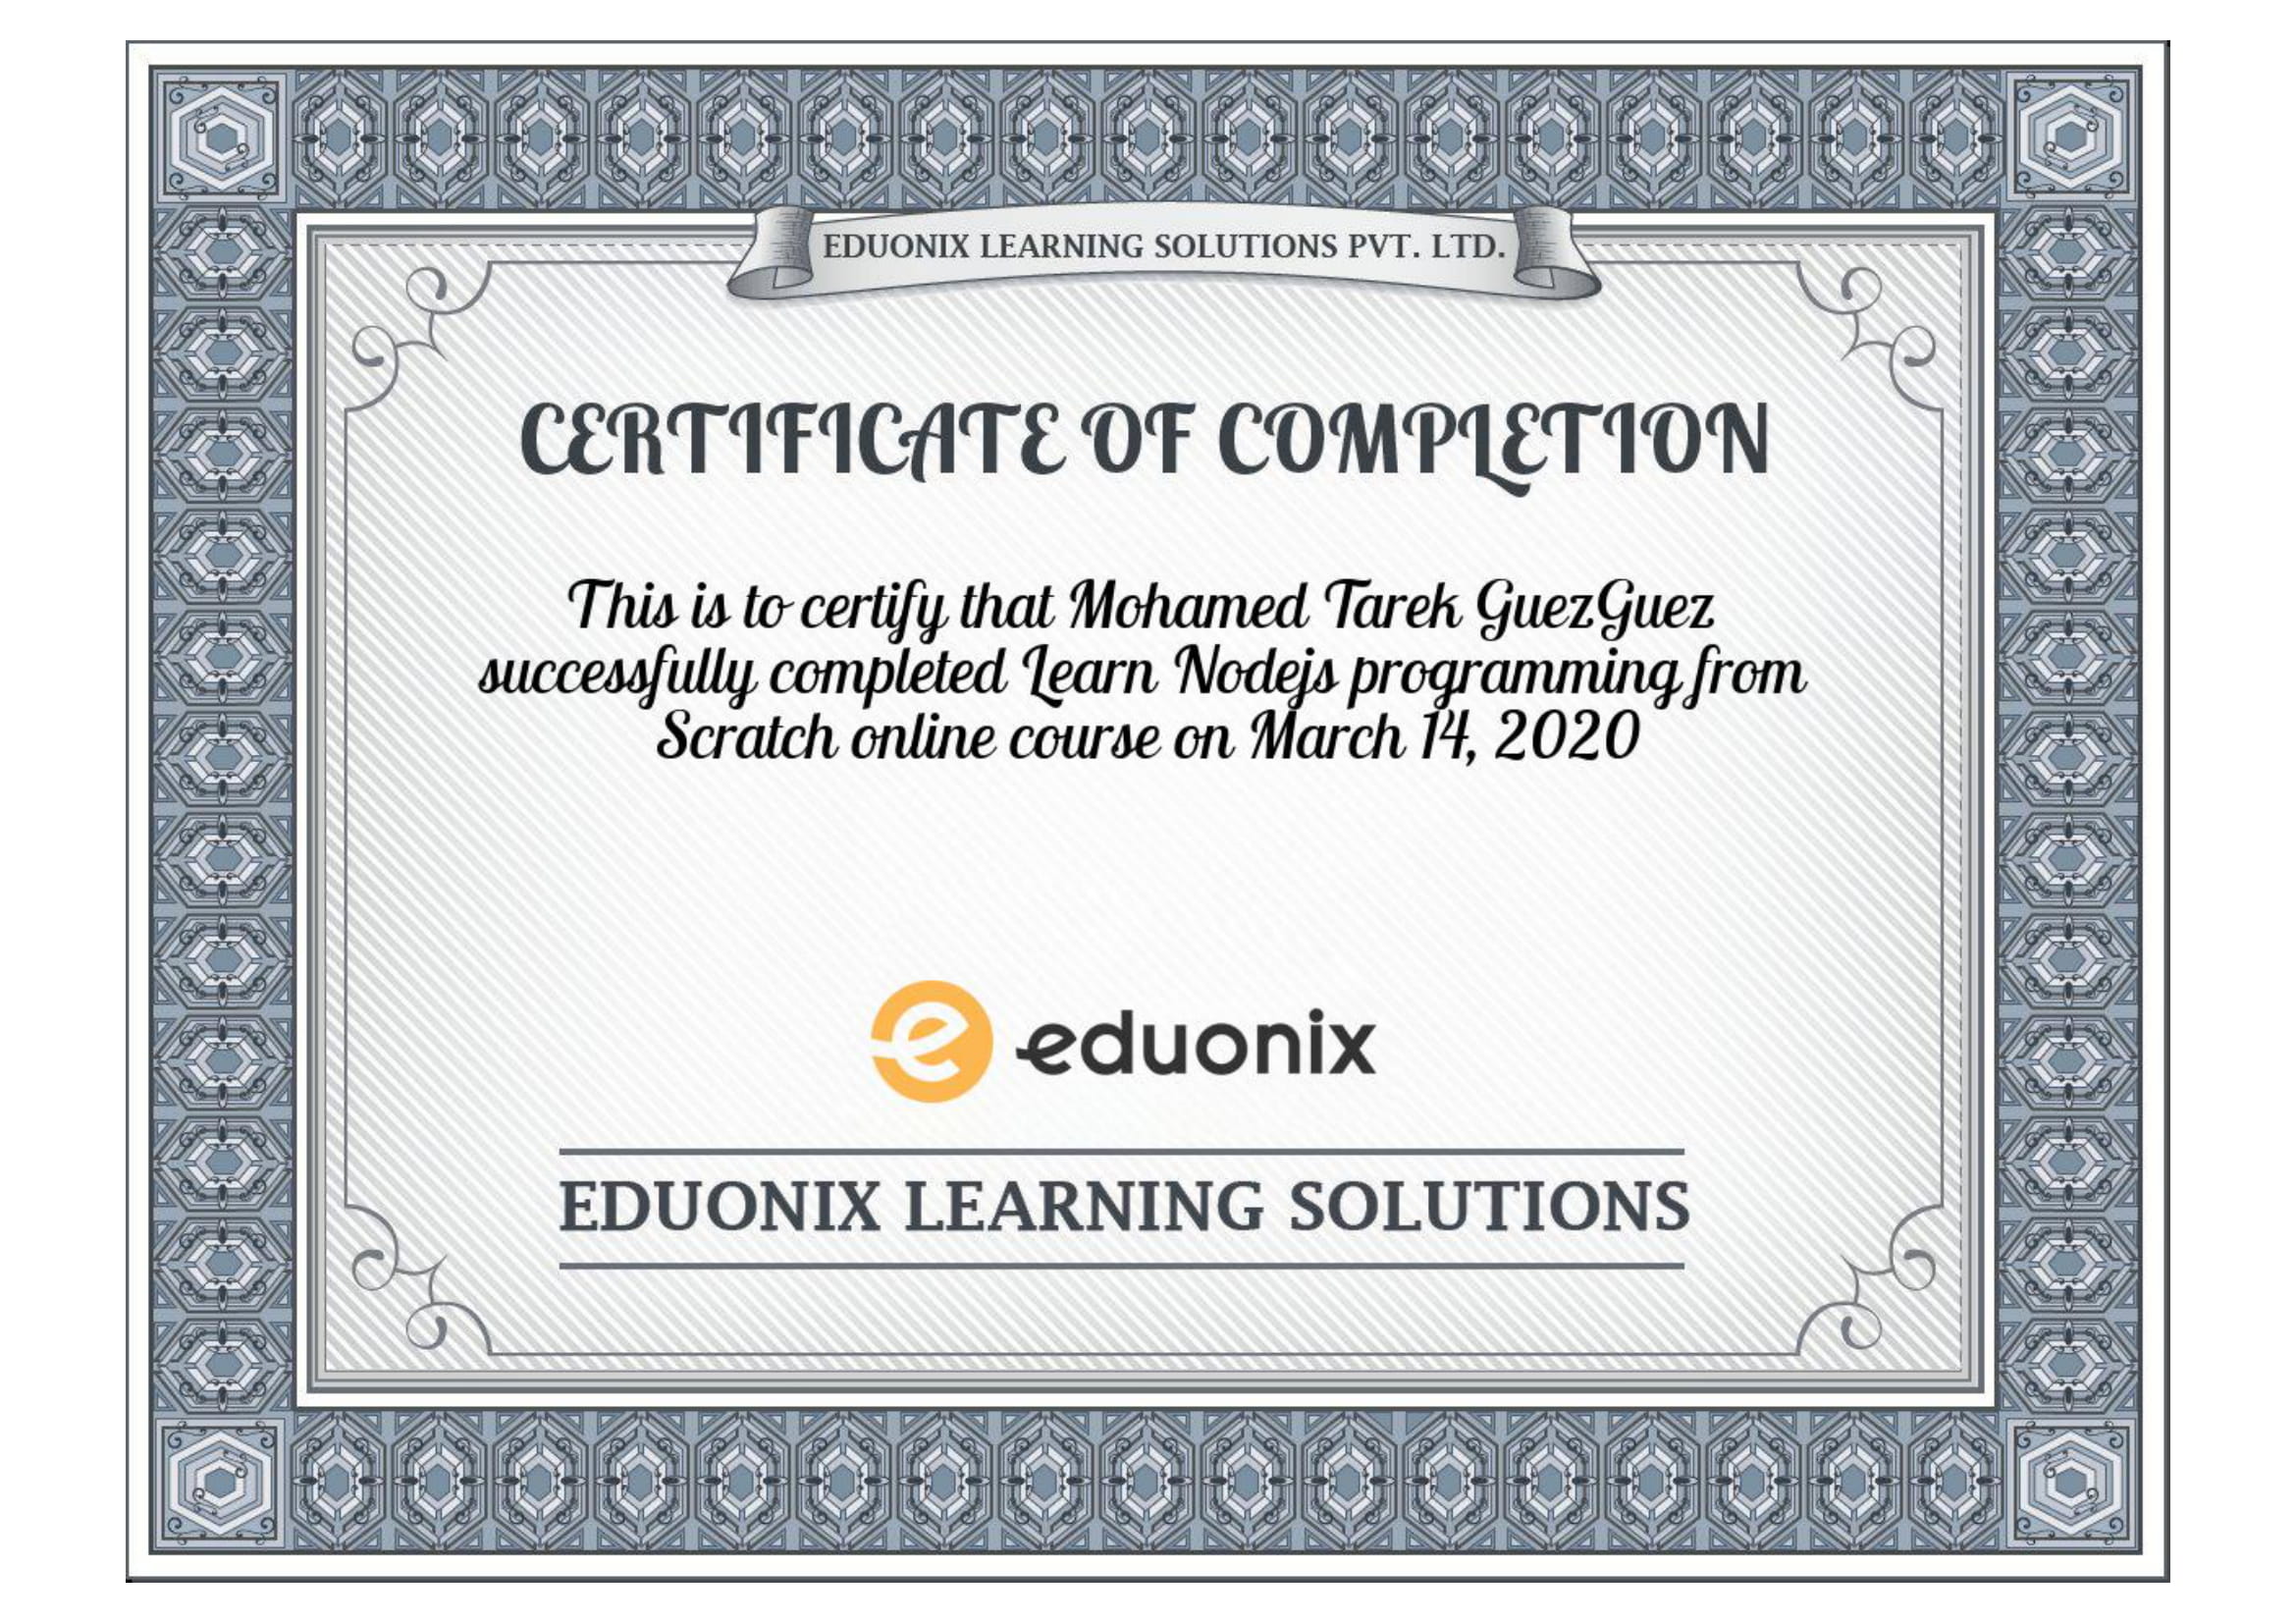 EDUONIX LEARNING SOLUTIONS PVT. LTD.
CERTIFICATE OF COMPLETION
This is to certify that Mohamed Tarek GuezGuez
successfully completed Learn Nodejs programming from
Scratch online course on March 14, 2020
e eduonix
EDUONIX LEARNING SOLUTIONS